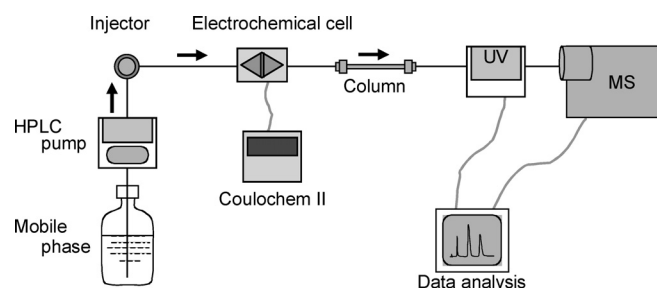 Injector
Electrochemical cell
UV
MS
Column
HPLC
pump
Coulochem II
Mobile
phase
Data analysis